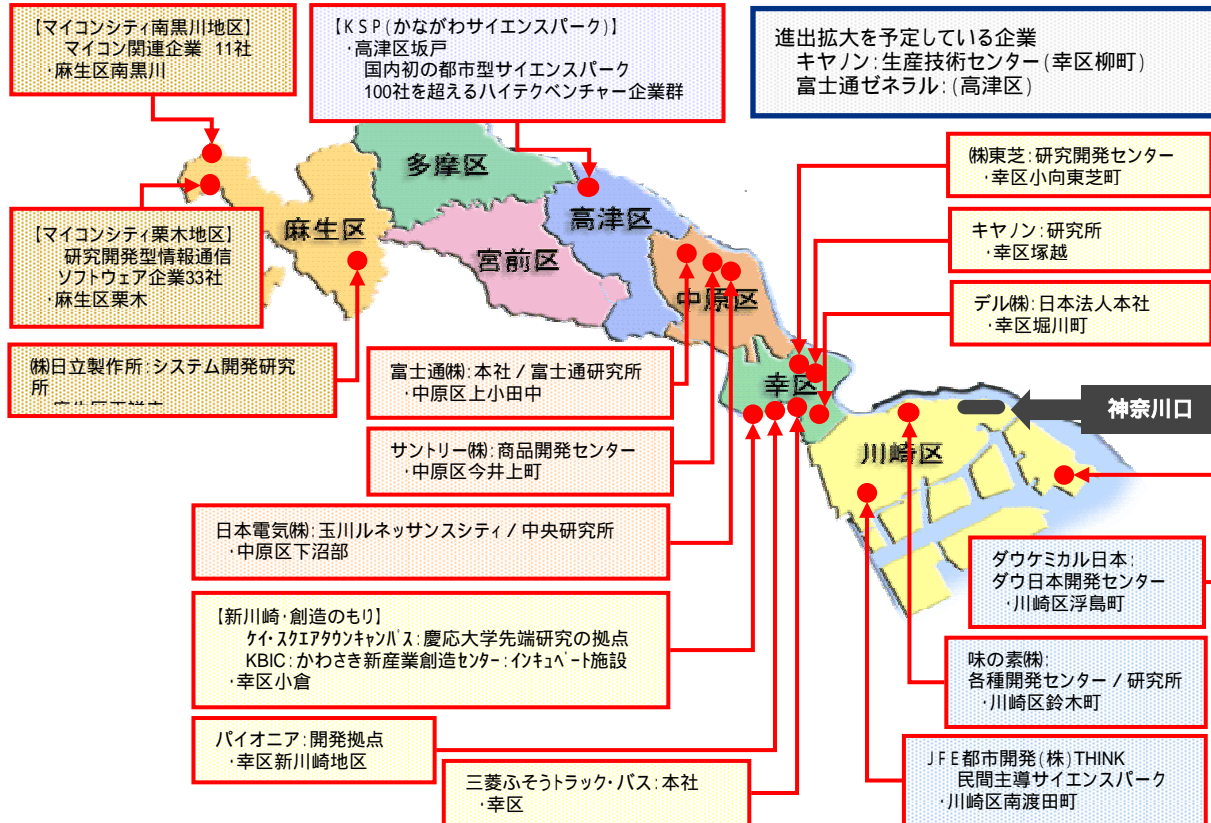 【マイコンシティ南黒川地区】
マイコン関連企業 11社
・麻生区南黒川
【KSP(かながわサイエンスパーク)】
・高津区坂戸
国内初の都市型サイエンスパーク
100社を超えるハイテクベンチャー企業群
進出拡大を予定している企業
キヤノン:生産技術センター(幸区柳町)
富士通ゼネラル:(高津区)
多摩区
麻生区
高津区
宮前区
中原区
幸区
川崎区
㈱東芝:研究開発センター
・幸区小向東芝町
キヤノン:研究所
・幸区塚越
デル㈱:日本法人本社
・幸区堀川町
神奈川口
【マイコンシティ栗木地区】
研究開発型情報通信
ソフトウェア企業33社
・麻生区栗木
㈱日立製作所:システム開発研究
所
富士通㈱:本社/富士通研究所
・中原区上小田中
サントリー㈱:商品開発センター
・中原区今井上町
日本電気㈱:玉川ルネッサンスシティ/中央研究所
・中原区下沼部
【新川崎・創造のもり】
ケイ・スクエアタウンキャンパス:慶応大学先端研究の拠点
KBIC:かわさき新産業創造センター:インキュベート施設
・幸区小倉
パイオニア:開発拠点
・幸区新川崎地区
三菱ふそうトラック・バス:本社
・幸区
ダウケミカル日本:
ダウ日本開発センター
・川崎区浮島町
味の素㈱:
各種開発センター/研究所
・川崎区鈴木町
JFE都市開発(株)THINK
民間主導サイエンスパーク
・川崎区南渡田町